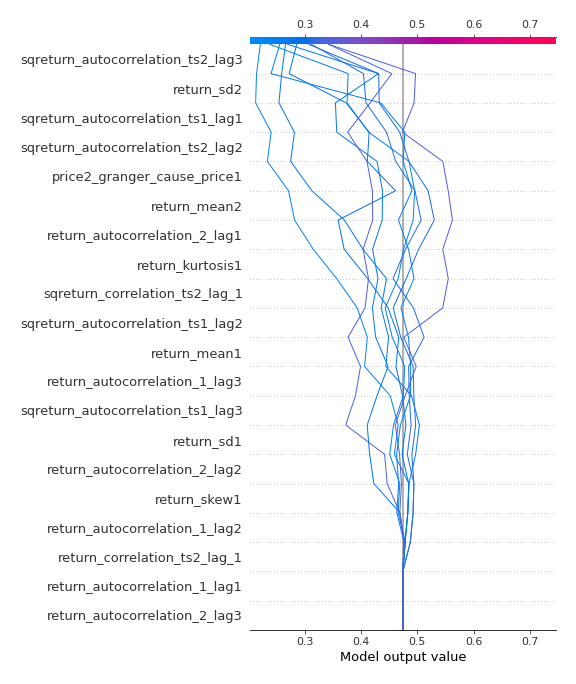 0.3 0.4 0.5 0.6 0.7
sqreturn_autocorrelation_ts2_lag3
return_sd2
sqreturn_autocorrelation_ts1_lag1
sqreturn_autocorrelation_ts2_lag2
price2_granger_cause_price1
return_mean2
return_autocorrelation_2_lag1
return_kurtosis1
sqreturn_correlation_ts2_lag_1
sqreturn_autocorrelation_ts1_lag2
return_mean1
return_autocorrelation_1_lag3
sqreturn_autocorrelation_ts1_lag3
return_sd1
return_autocorrelation_2_lag2
return_skew1
return_autocorrelation_1_lag2
return_correlation_ts2_lag_1
return_autocorrelation_1_lag1
return_autocorrelation_2_lag3
0.3 0.4 0.5 0.6 0.7
Model output value